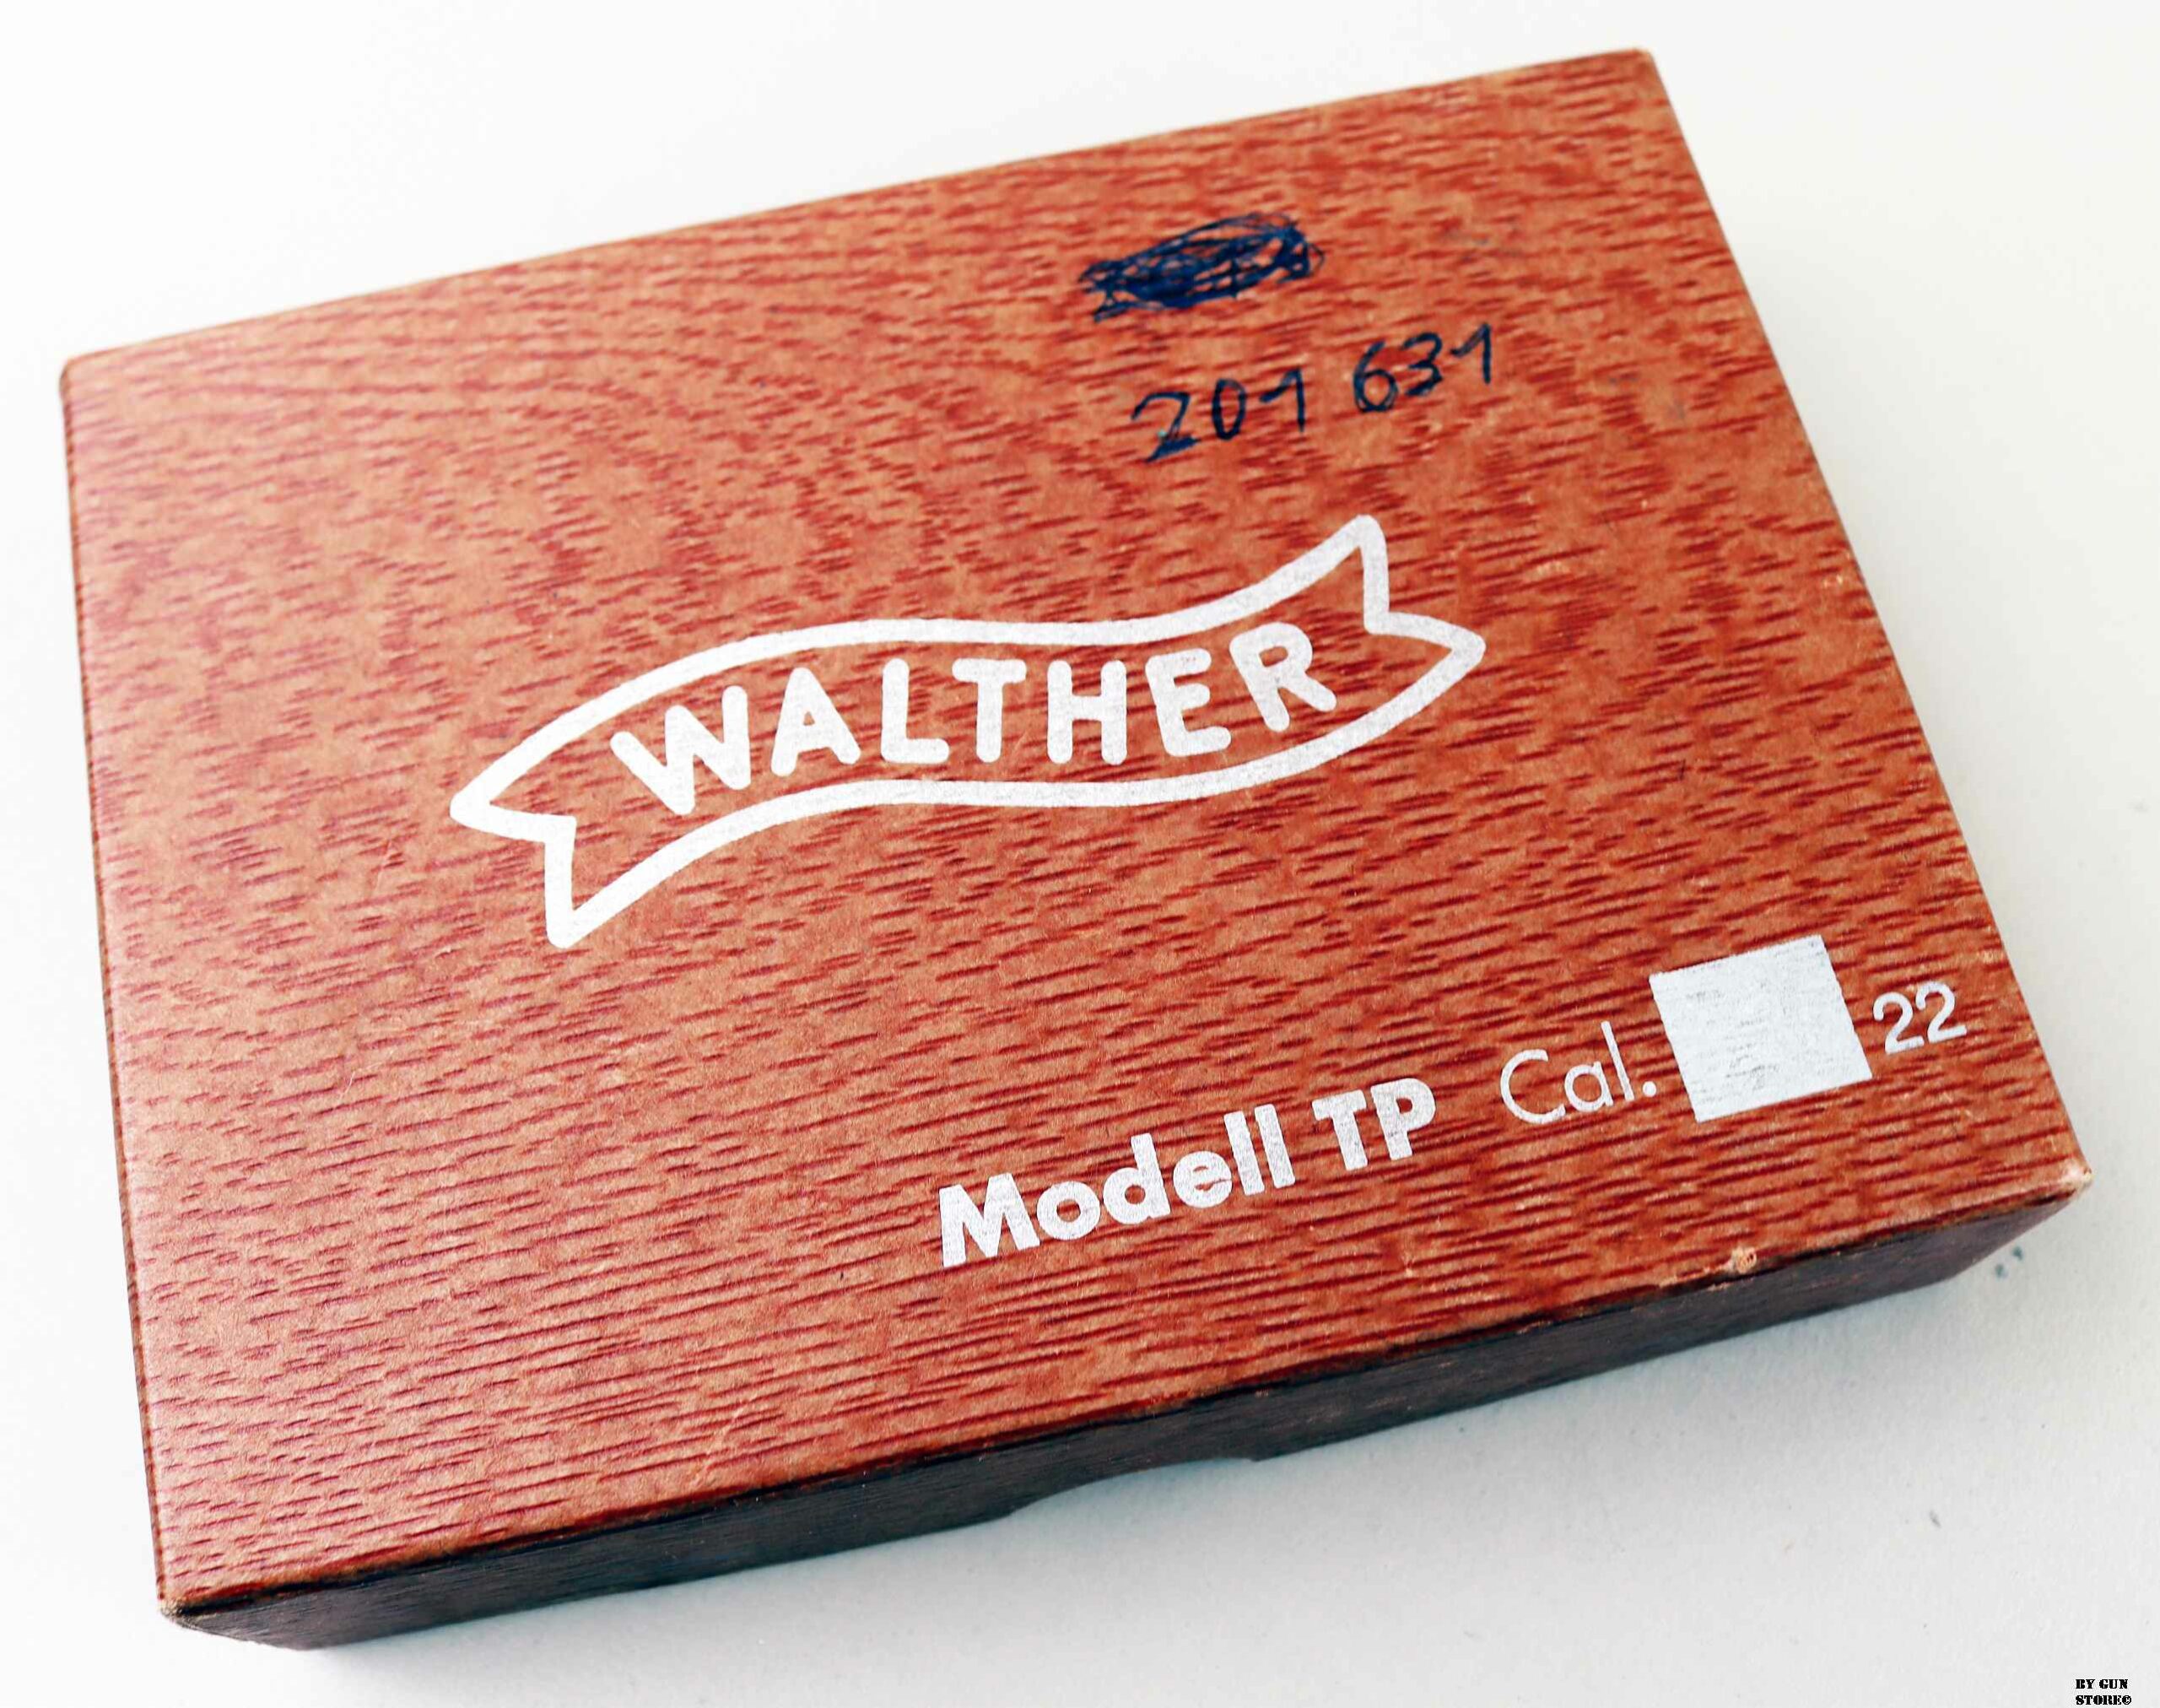 201 631
WALTHER
Modell TP Cal. 22
BY GUN
STORE©